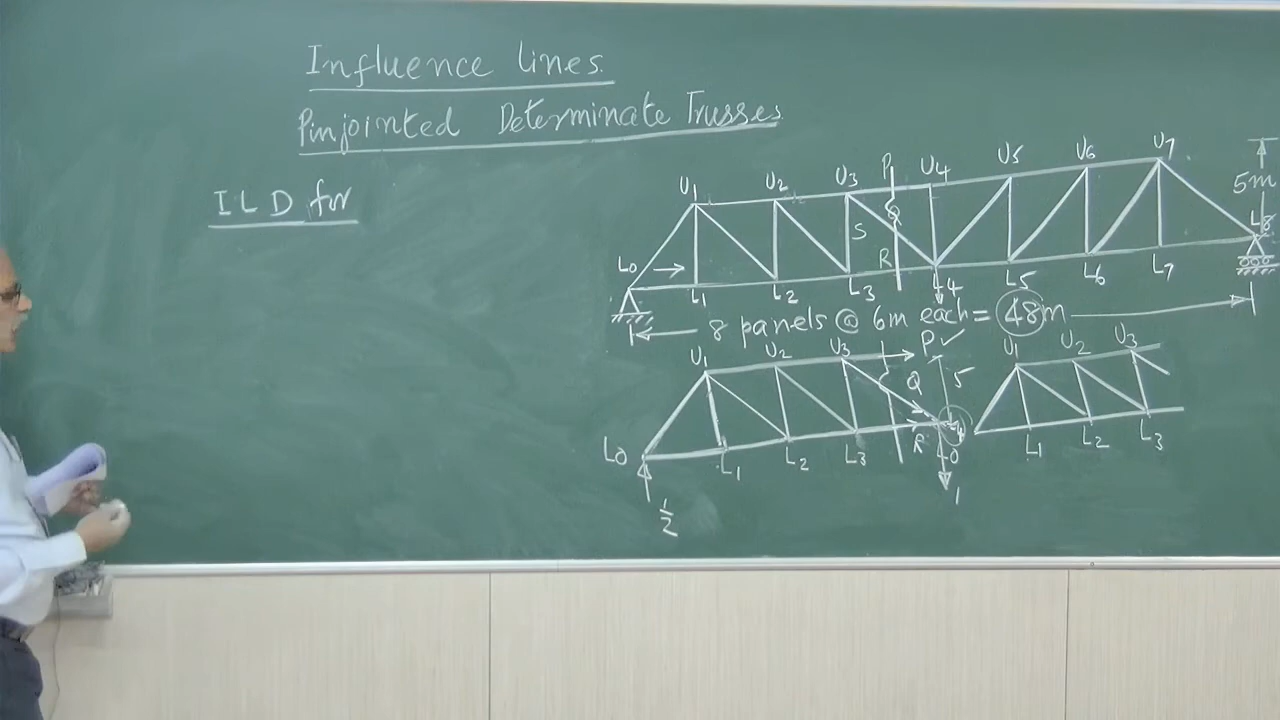 Influence lines.
Pinjointed Determinate Trusses
ILD for
U1 U2 U3 P U4 U5 U6 U7
5m
Q
S
R
L0 L1 L2 L3 L4 L5 L6 L7 L8
8 panels @ 6m each = 48m
U1 U2 U3 P ✓ U1 U2 U3
Q 5
L0 L1 L2 L3 R L1 L2 L3
1/2
1